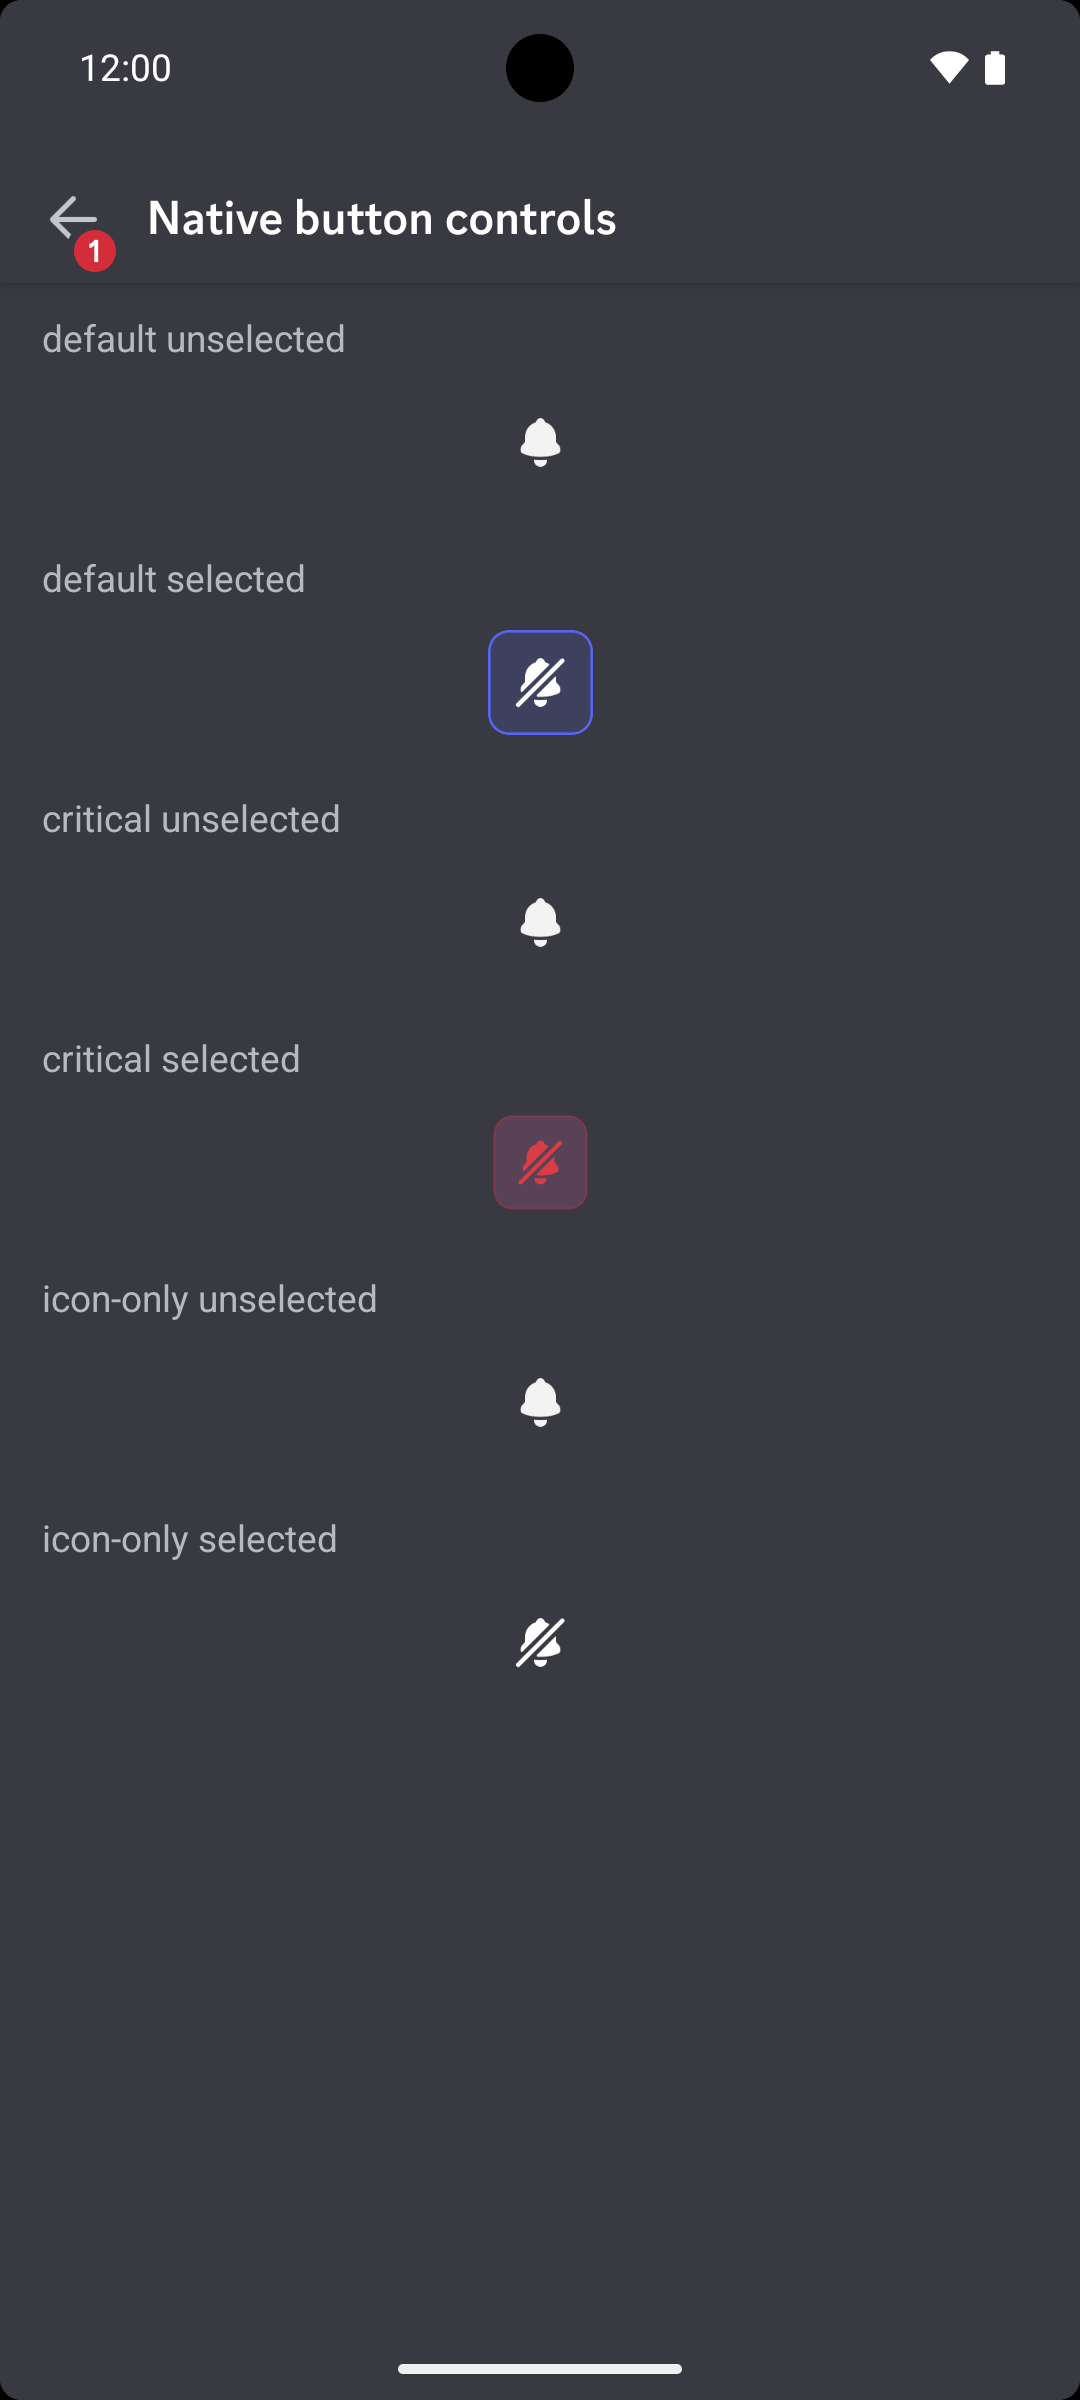 12:00
Native button controls
1
default unselected
default selected
critical unselected
critical selected
icon-only unselected
icon-only selected